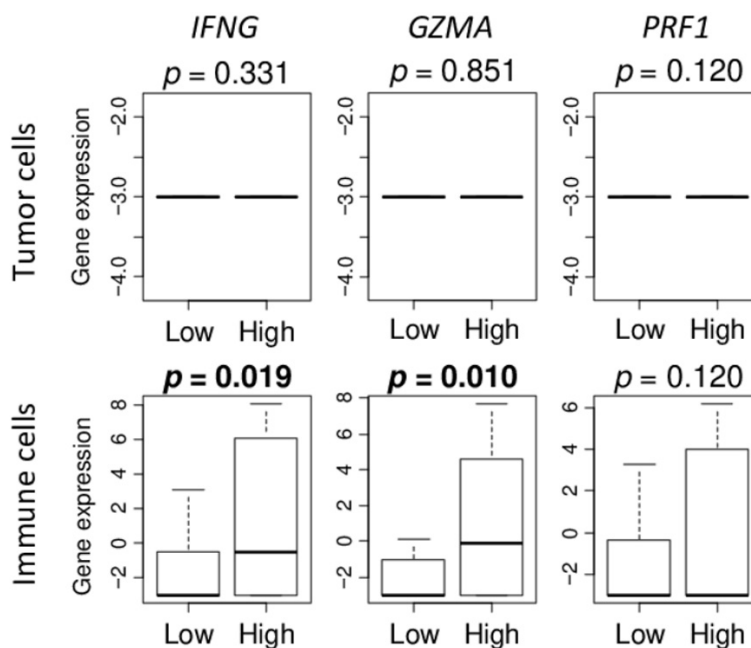 IFNG GZMA PRF1
p = 0.331 p = 0.851 p = 0.120
Tumor cells
Gene expression
−2.0
−3.0
−4.0
−2.0
−3.0
−4.0
−2.0
−3.0
−4.0
Low High Low High Low High
p = 0.019 p = 0.010 p = 0.120
Immune cells
Gene expression
8
6
4
2
0
−2
8
6
4
2
0
−2
6
4
2
0
−2
Low High Low High Low High